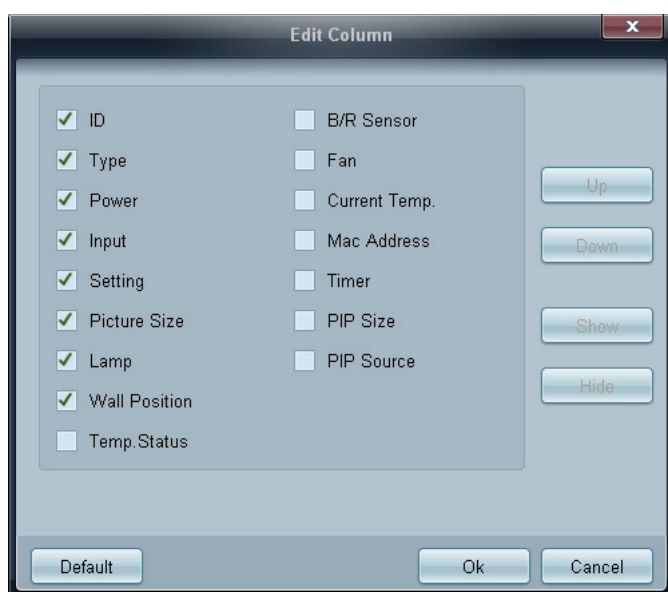 Edit Column
x
ID
Type
Power
Input
Setting
Picture Size
Lamp
Wall Position
Temp.Status
B/R Sensor
Fan
Current Temp.
Mac Address
Timer
PIP Size
PIP Source
Up
Down
Show
Hide
Default
Ok
Cancel